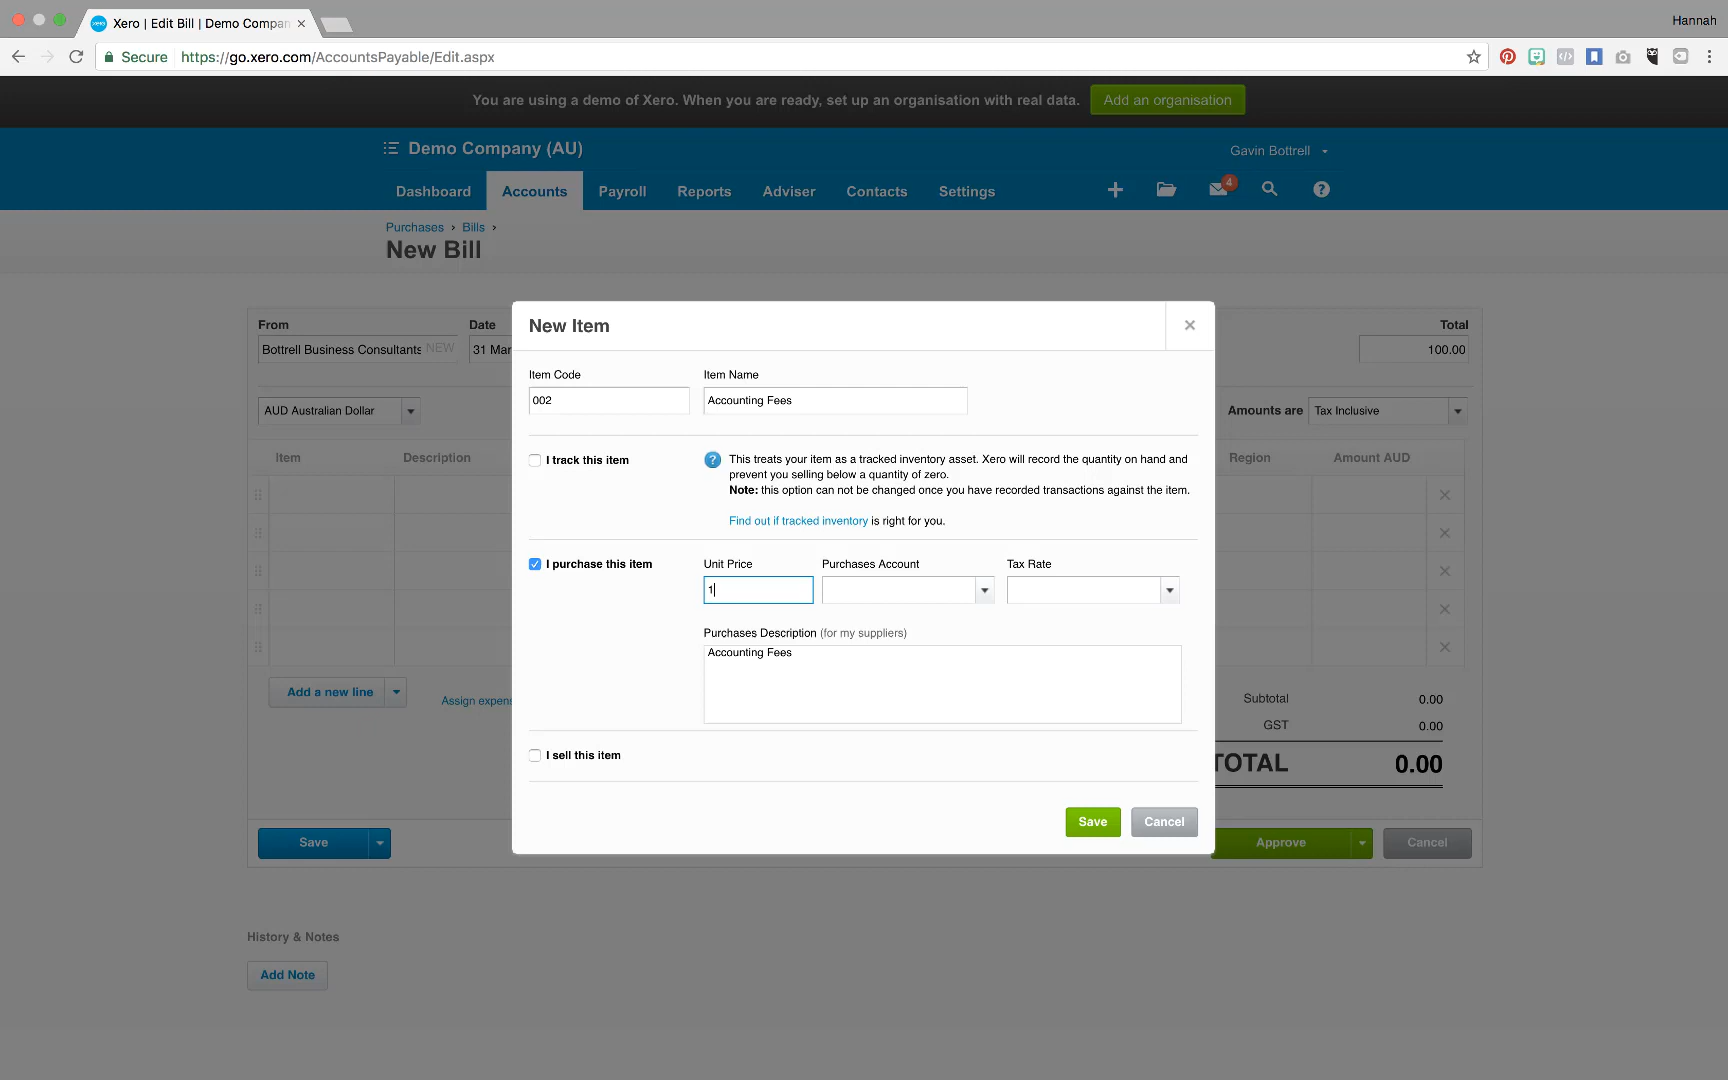 Xero | Edit Bill | Demo Compan
Hannah
Secure https://go.xero.com/AccountsPayable/Edit.aspx
You are using a demo of Xero. When you are ready, set up an organisation with real data. Add an organisation
Demo Company (AU)
Gavin Bottrell
Dashboard Accounts Payroll Reports Adviser Contacts Settings
4
?
Purchases › Bills ›
New Bill
From Date Total
Bottrell Business Consultants NEW 31 Mar 100.00
AUD Australian Dollar Amounts are Tax Inclusive
Item Description Region Amount AUD
New Item
Item Code Item Name
002 Accounting Fees
I track this item
? This treats your item as a tracked inventory asset. Xero will record the quantity on hand and
prevent you selling below a quantity of zero.
Note: this option can not be changed once you have recorded transactions against the item.
Find out if tracked inventory is right for you.
I purchase this item Unit Price Purchases Account Tax Rate
1
Purchases Description (for my suppliers)
Accounting Fees
I sell this item
Save Cancel
Add a new line Assign expen
Subtotal 0.00
GST 0.00
TOTAL 0.00
Save Approve Cancel
History & Notes
Add Note